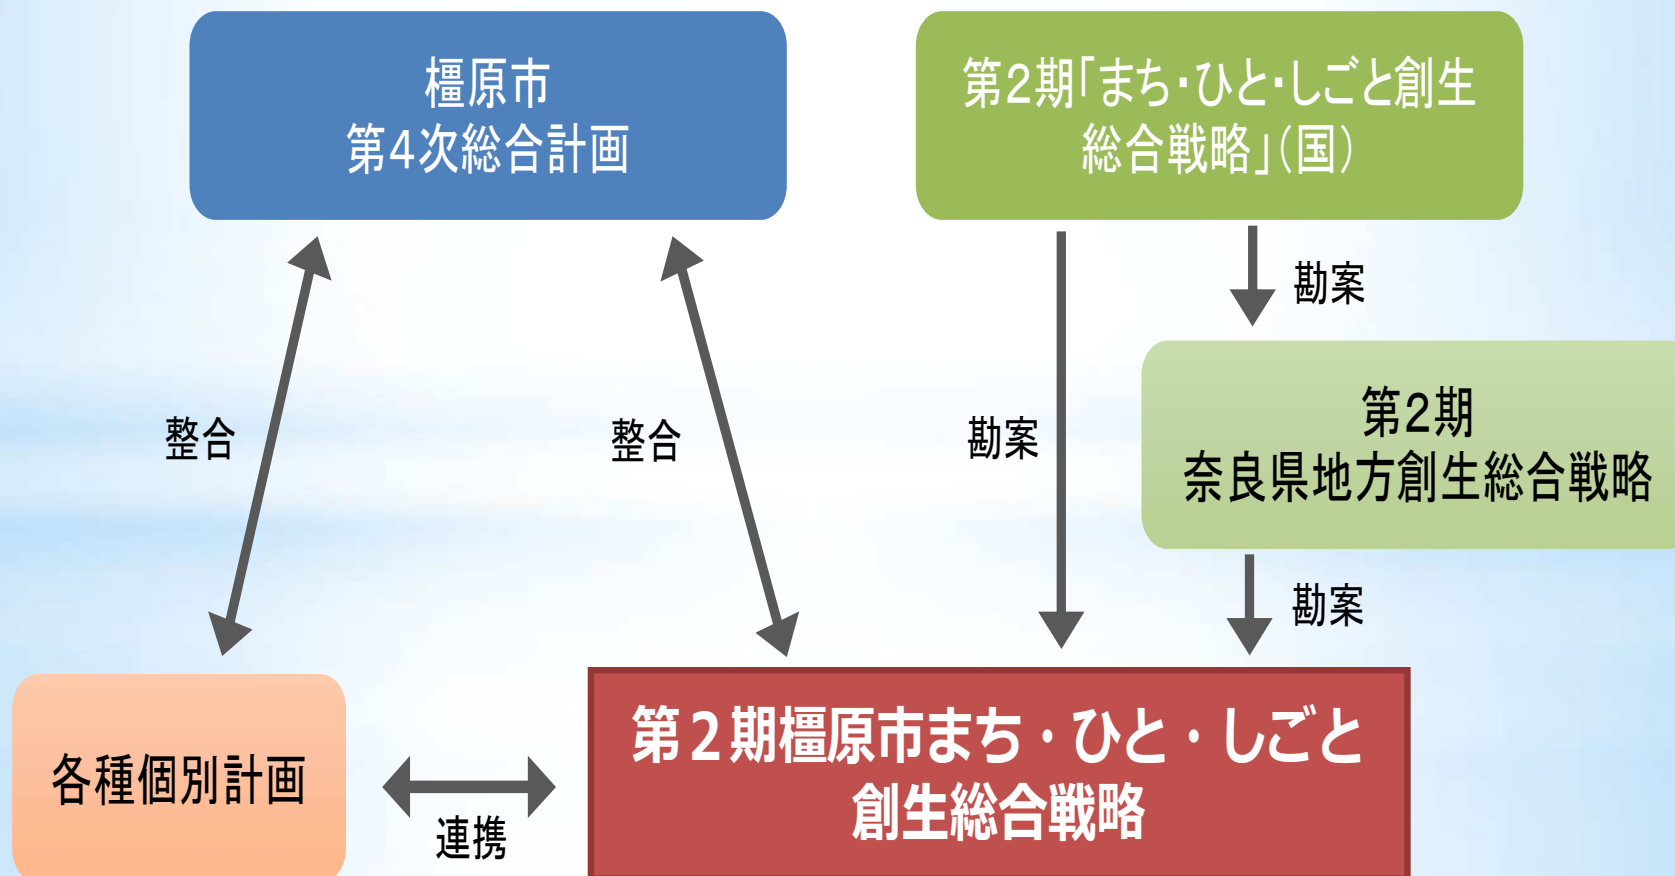 橿原市
第4次総合計画
第2期「まち・ひと・しごと創生
総合戦略」（国）
勘案
第2期
奈良県地方創生総合戦略
整合
整合
勘案
勘案
第２期橿原市まち・ひと・しごと
創生総合戦略
各種個別計画
連携